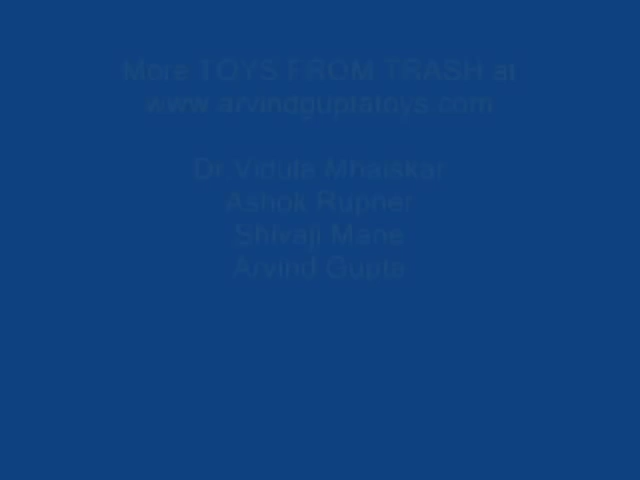 More TOYS FROM TRASH at
www.arvindguptatoys.com
Dr.Vidula Mhaiskar
Ashok Rupner
Shivaji Mane
Arvind Gupta